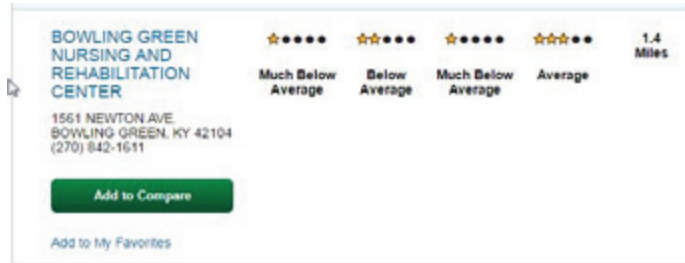 BOWLING GREEN
NURSING AND
REHABILITATION
CENTER
1561 NEWTON AVE.
BOWLING GREEN, KY 42104
(270) 842-1611
Add to Compare
Add to My Favorites
Much Below
Average
Below
Average
Much Below
Average
Average
1.4
Miles